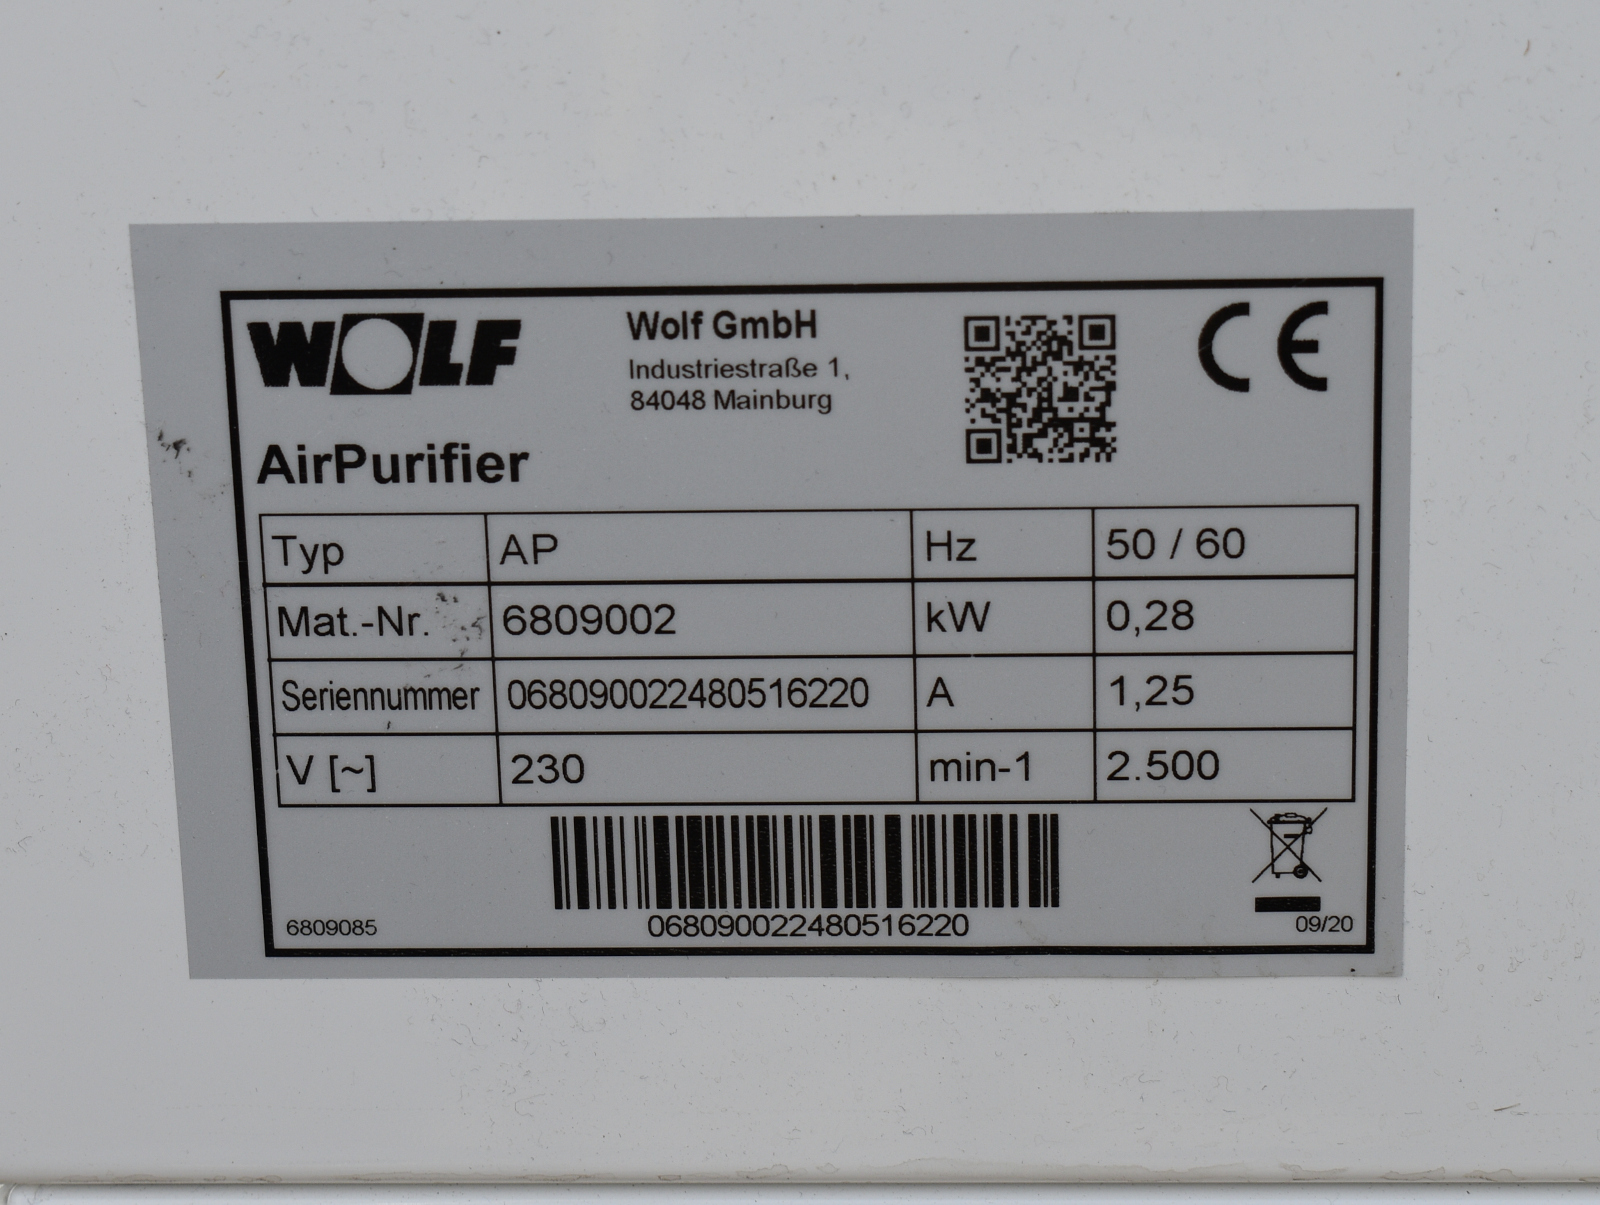 WOLF
Wolf GmbH
Industriestraße 1,
84048 Mainburg
CE
AirPurifier
Typ AP Hz 50 / 60
Mat.-Nr. 6809002 kW 0,28
Seriennummer 068090022480516220 A 1,25
V [~] 230 min-1 2.500
068090022480516220
6809085
09/20